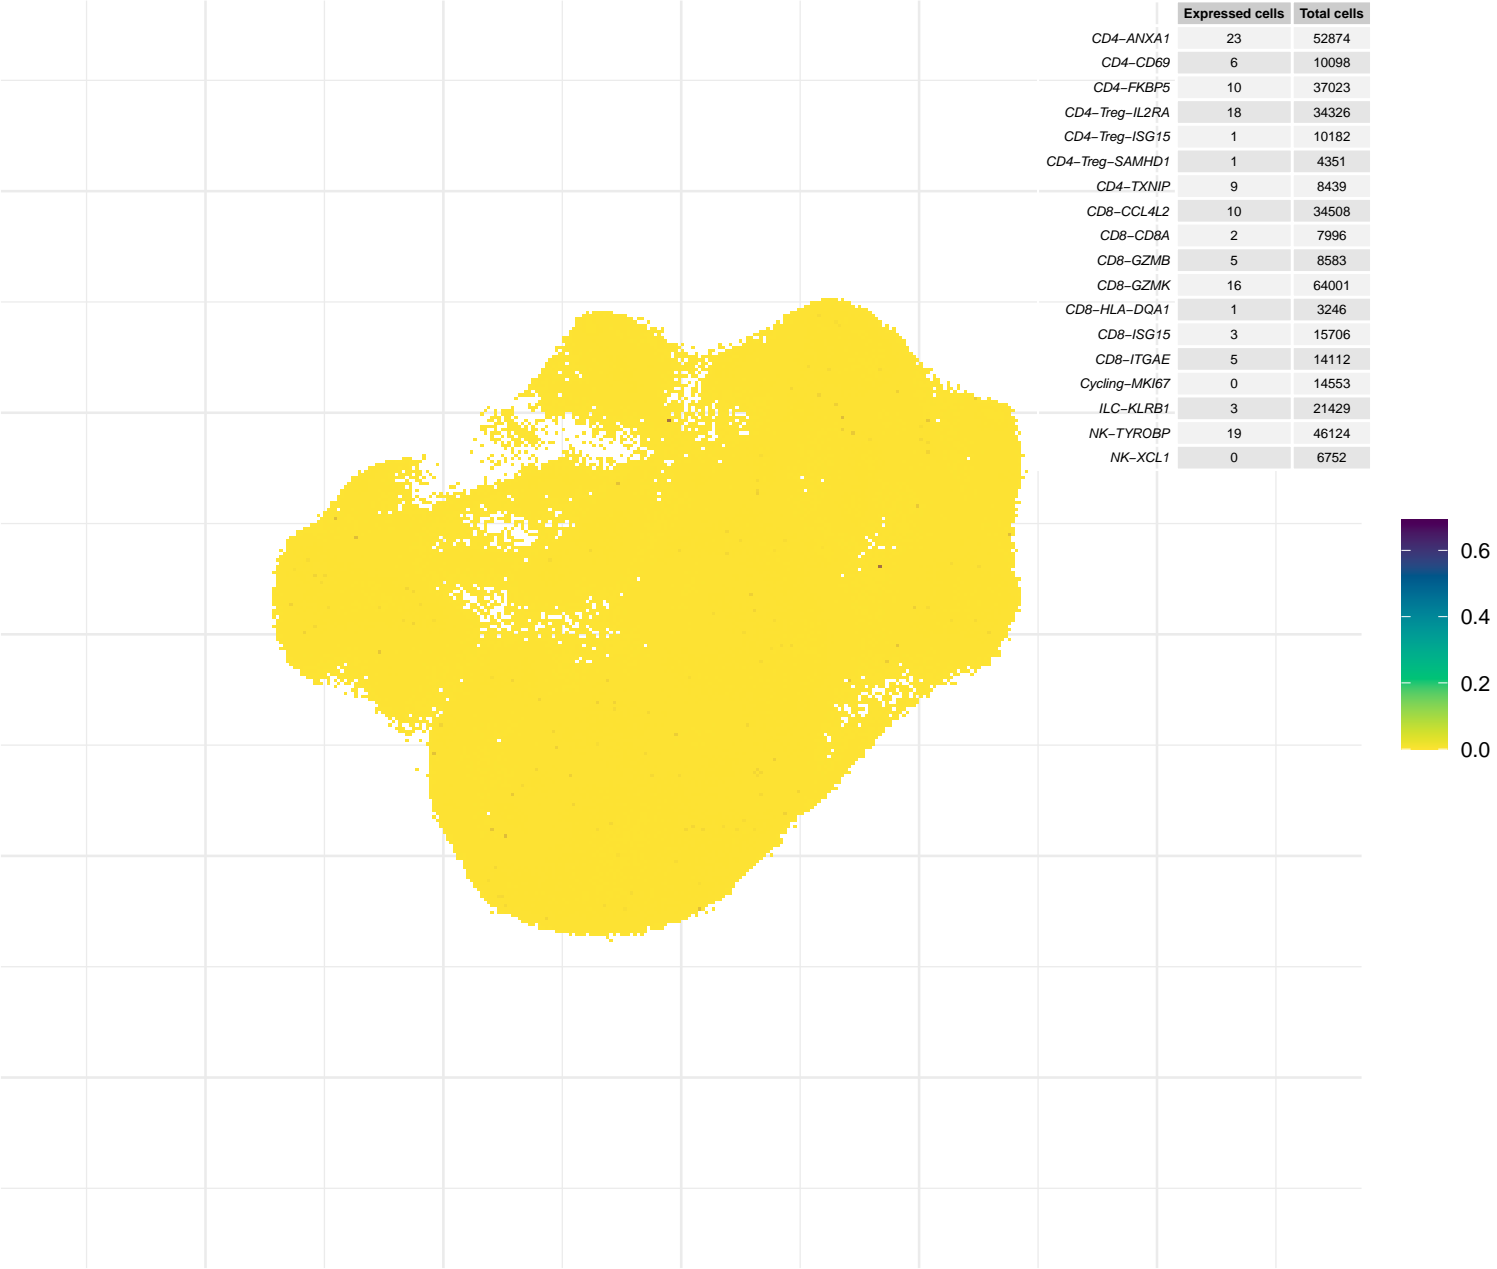 Expressed cells Total cells
CD4−ANXA1 23 52874
CD4−CD69 6 10098
CD4−FKBP5 10 37023
CD4−Treg−IL2RA 18 34326
CD4−Treg−ISG15 1 10182
CD4−Treg−SAMHD1 1 4351
CD4−TXNIP 9 8439
CD8−CCL4L2 10 34508
CD8−CD8A 2 7996
CD8−GZMB 5 8583
CD8−GZMK 16 64001
CD8−HLA−DQA1 1 3246
CD8−ISG15 3 15706
CD8−ITGAE 5 14112
Cycling−MKI67 0 14553
ILC−KLRB1 3 21429
NK−TYROBP 19 46124
NK−XCL1 0 6752
0.6
0.4
0.2
0.0